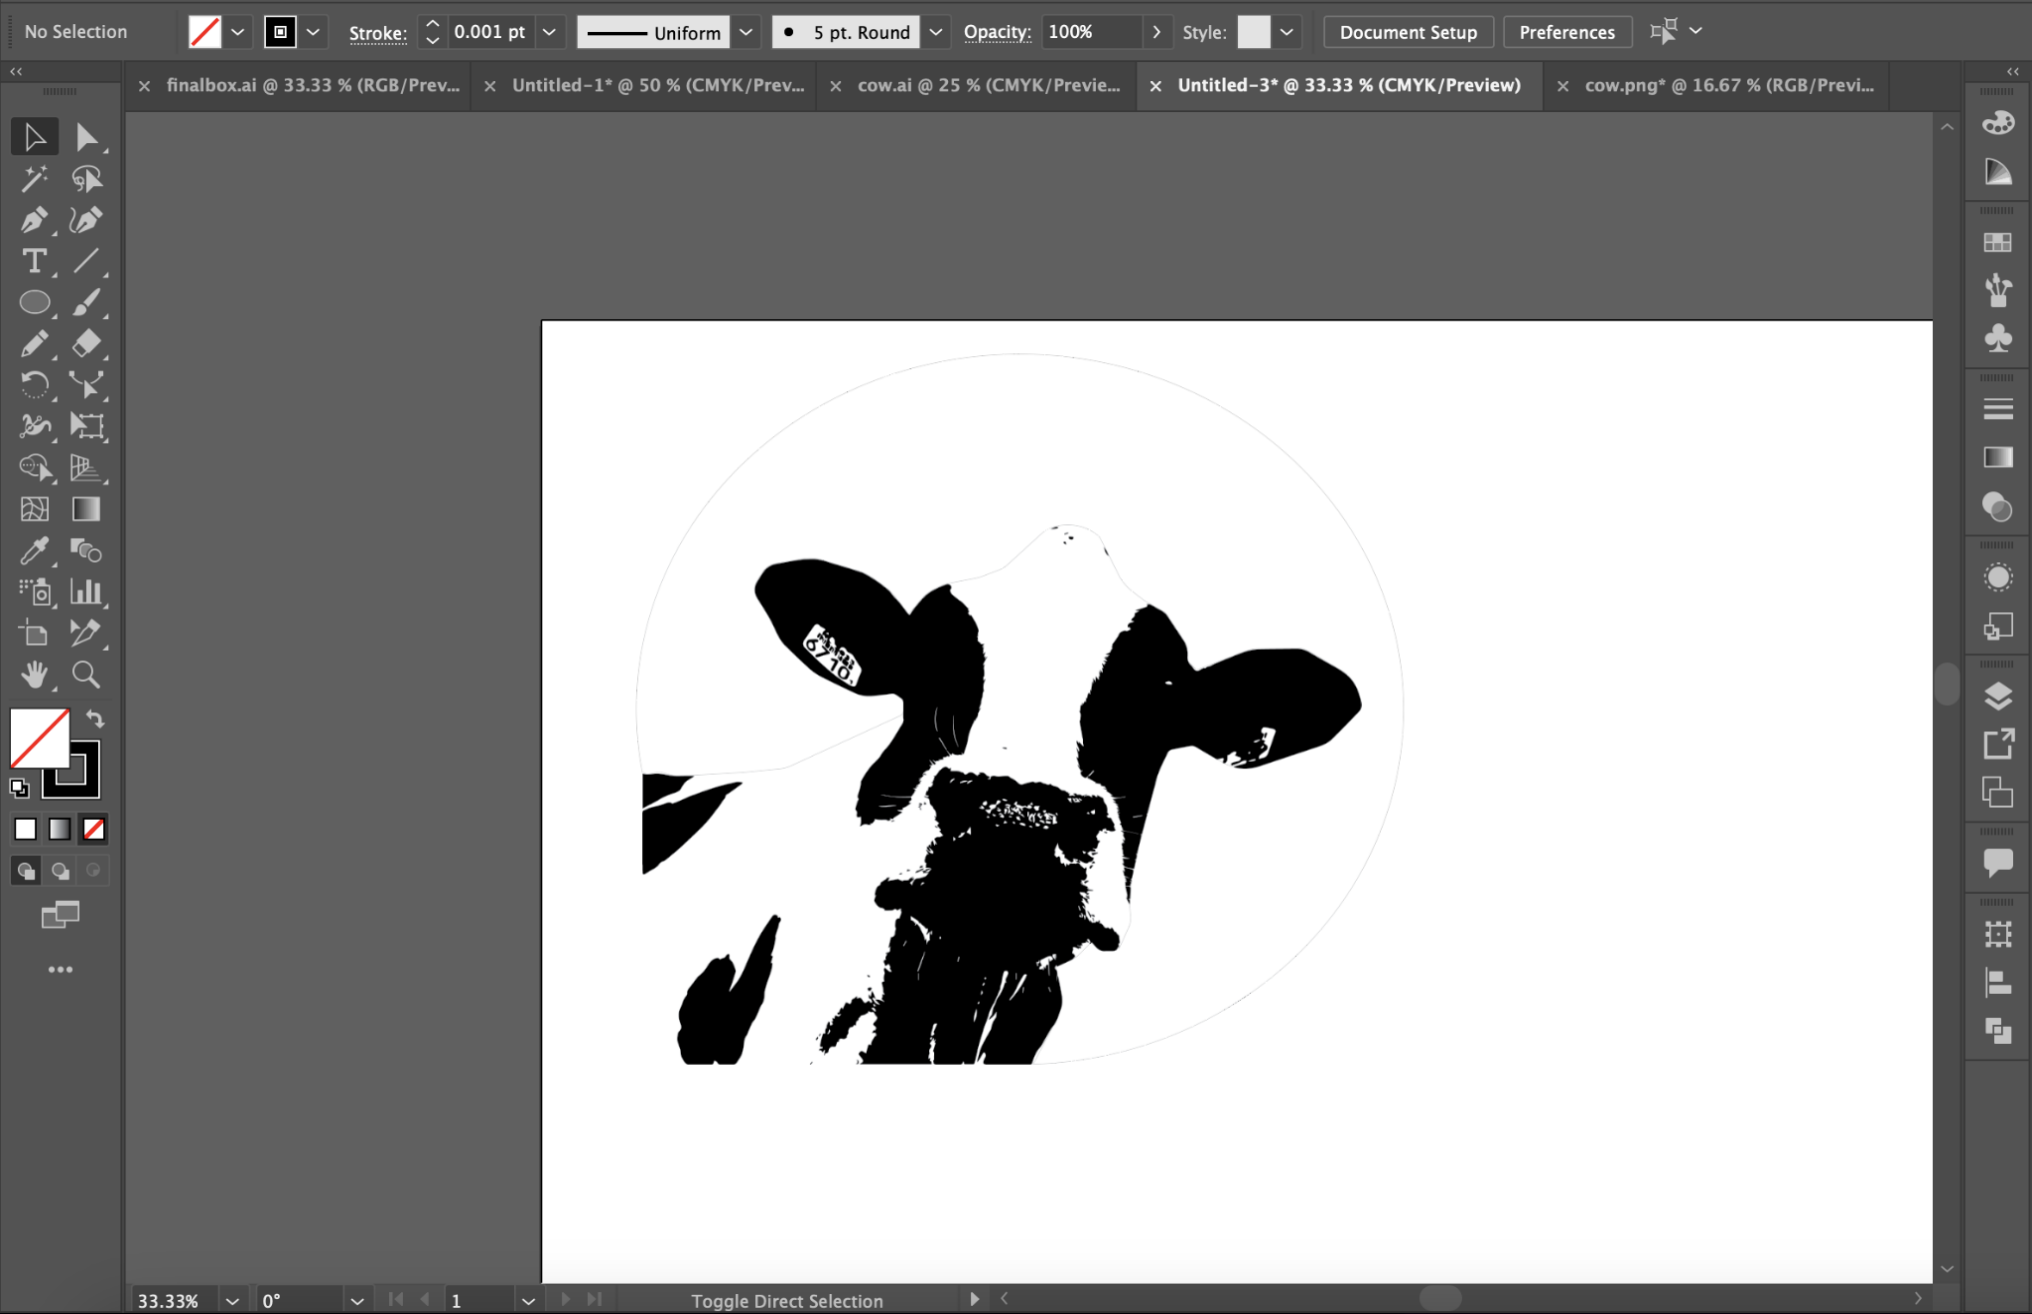 No Selection
Stroke: 0.001 pt
Uniform
5 pt. Round
Opacity: 100%
Style:
Document Setup
Preferences
finalbox.ai @ 33.33 % (RGB/Prev...
Untitled-1* @ 50 % (CMYK/Prev...
cow.ai @ 25 % (CMYK/Previe...
Untitled-3* @ 33.33 % (CMYK/Preview)
cow.png* @ 16.67 % (RGB/Previ...
6710
33.33%
0°
1
Toggle Direct Selection